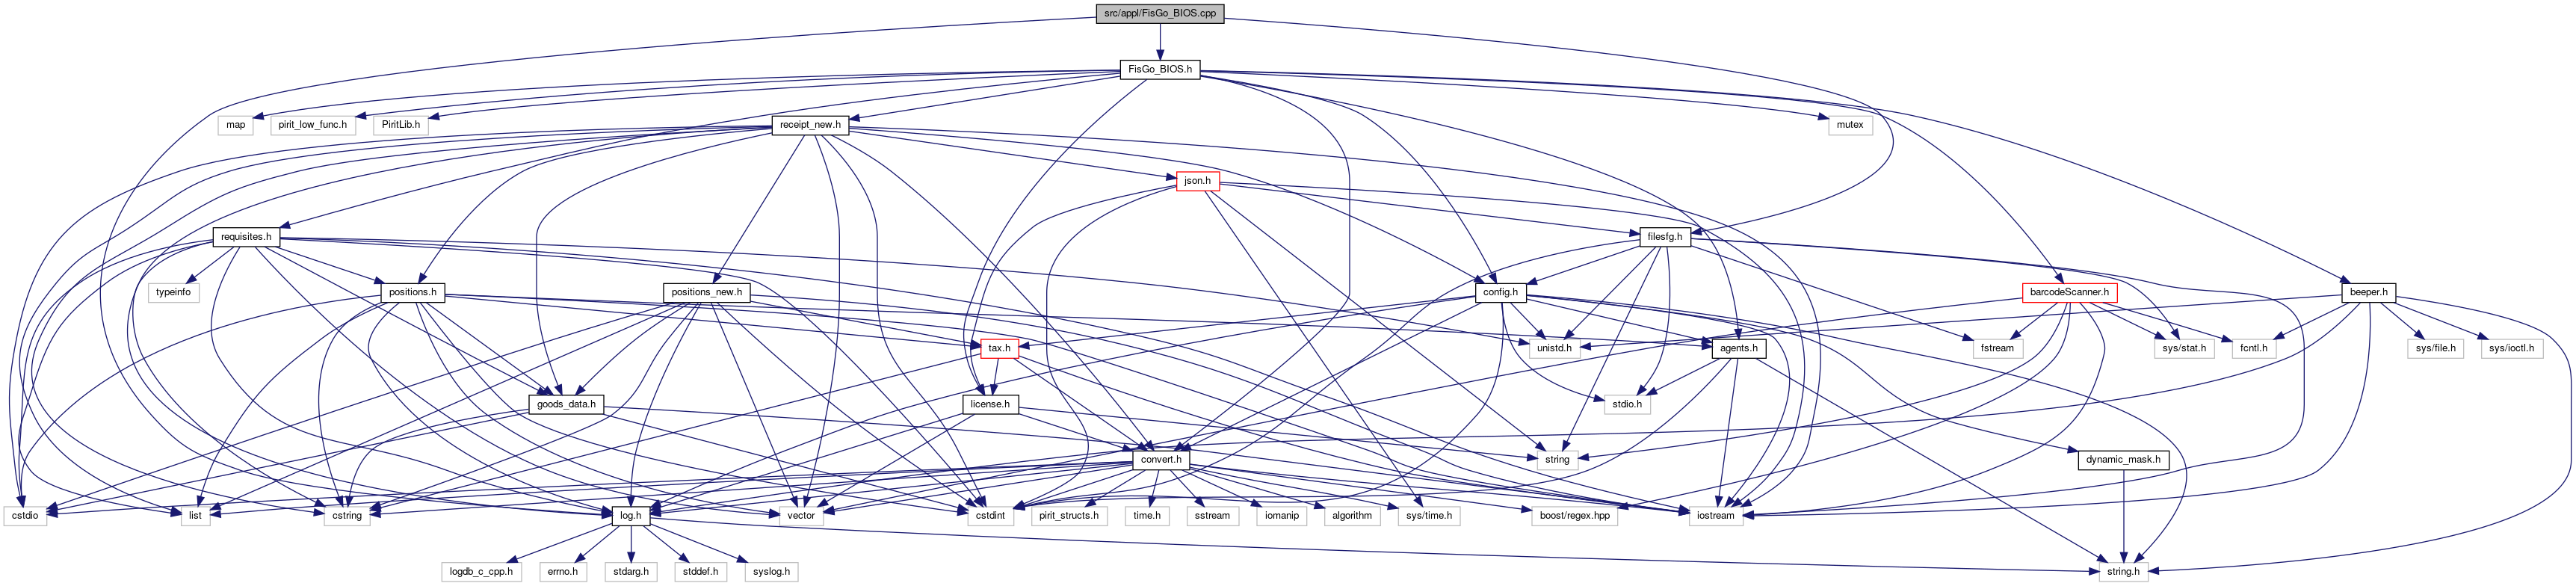 src/appl/FisGo_BIOS.cpp
FisGo_BIOS.h
map
pirit_low_func.h
PiritLib.h
receipt_new.h
mutex
json.h
requisites.h
filesfg.h
typeinfo
positions.h
positions_new.h
config.h
barcodeScanner.h
beeper.h
tax.h
unistd.h
agents.h
fstream
sys/stat.h
fcntl.h
sys/file.h
sys/ioctl.h
goods_data.h
license.h
stdio.h
convert.h
string
dynamic_mask.h
cstdio
list
cstring
log.h
vector
cstdint
pirit_structs.h
time.h
sstream
iomanip
algorithm
sys/time.h
boost/regex.hpp
iostream
logdb_c_cpp.h
errno.h
stdarg.h
stddef.h
syslog.h
string.h